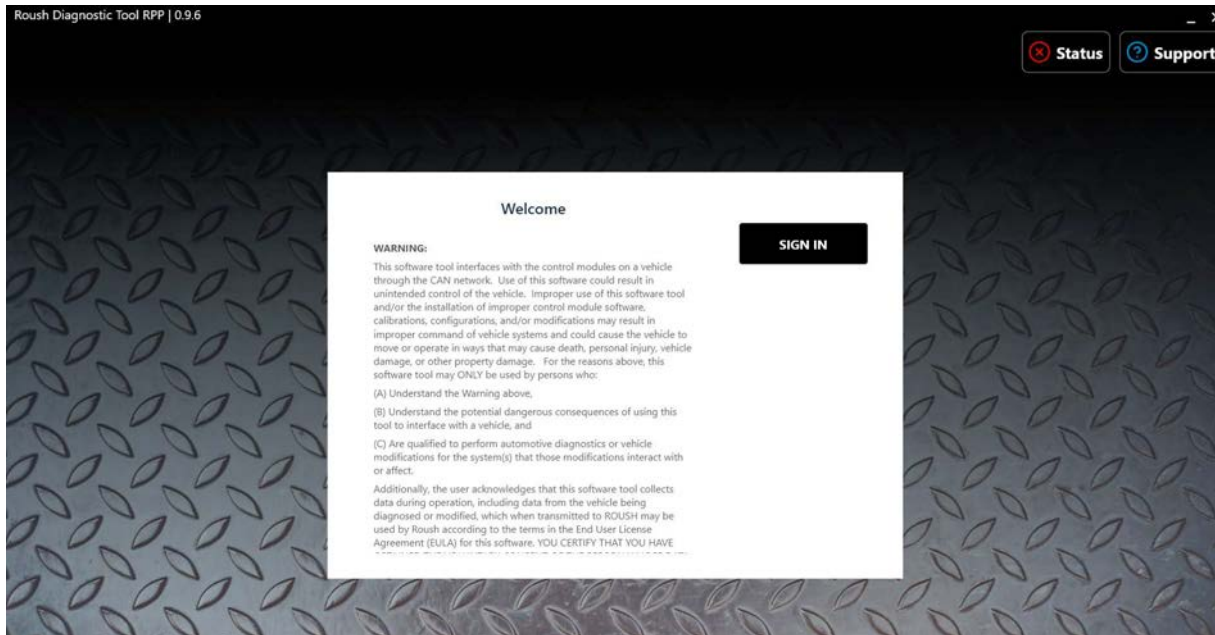 Roush Diagnostic Tool RPP | 0.9.6
Status
Support
Welcome
SIGN IN
WARNING:
This software tool interfaces with the control modules on a vehicle
through the CAN network. Use of this software could result in
unintended control of the vehicle. Improper use of this software tool
and/or the installation of improper control module software,
calibrations, configurations, and/or modifications may result in
improper command of vehicle systems and could cause the vehicle to
move or operate in ways that may cause death, personal injury, vehicle
damage, or other property damage. For the reasons above, this
software tool may ONLY be used by persons who:
(A) Understand the Warning above,
(B) Understand the potential dangerous consequences of using this
tool to interface with a vehicle, and
(C) Are qualified to perform automotive diagnostics or vehicle
modifications for the system(s) that those modifications interact with
or affect.
Additionally, the user acknowledges that this software tool collects
data during operation, including data from the vehicle being
diagnosed or modified, which when transmitted to ROUSH may be
used by Roush according to the terms in the End User License
Agreement (EULA) for this software. YOU CERTIFY THAT YOU HAVE